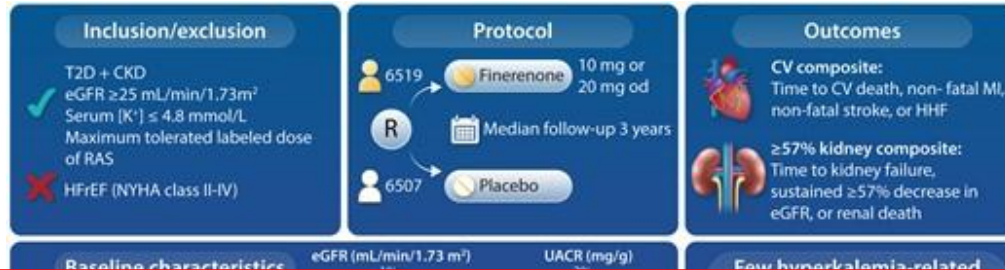 Inclusion/exclusion
T2D + CKD
eGFR ≥25 mL/min/1.73m²
Serum [K⁺] ≤ 4.8 mmol/L
Maximum tolerated labeled dose
of RAS
HFrEF (NYHA class II-IV)
Protocol
6519
Finerenone
10 mg or
20 mg od
R
Median follow-up 3 years
6507
Placebo
Outcomes
CV composite:
Time to CV death, non- fatal MI,
non-fatal stroke, or HHF
≥57% kidney composite:
Time to kidney failure,
sustained ≥57% decrease in
eGFR, or renal death
Baseline characteristics
eGFR (mL/min/1.73 m²)
UACR (mg/g)
Few hyperkalemia-related